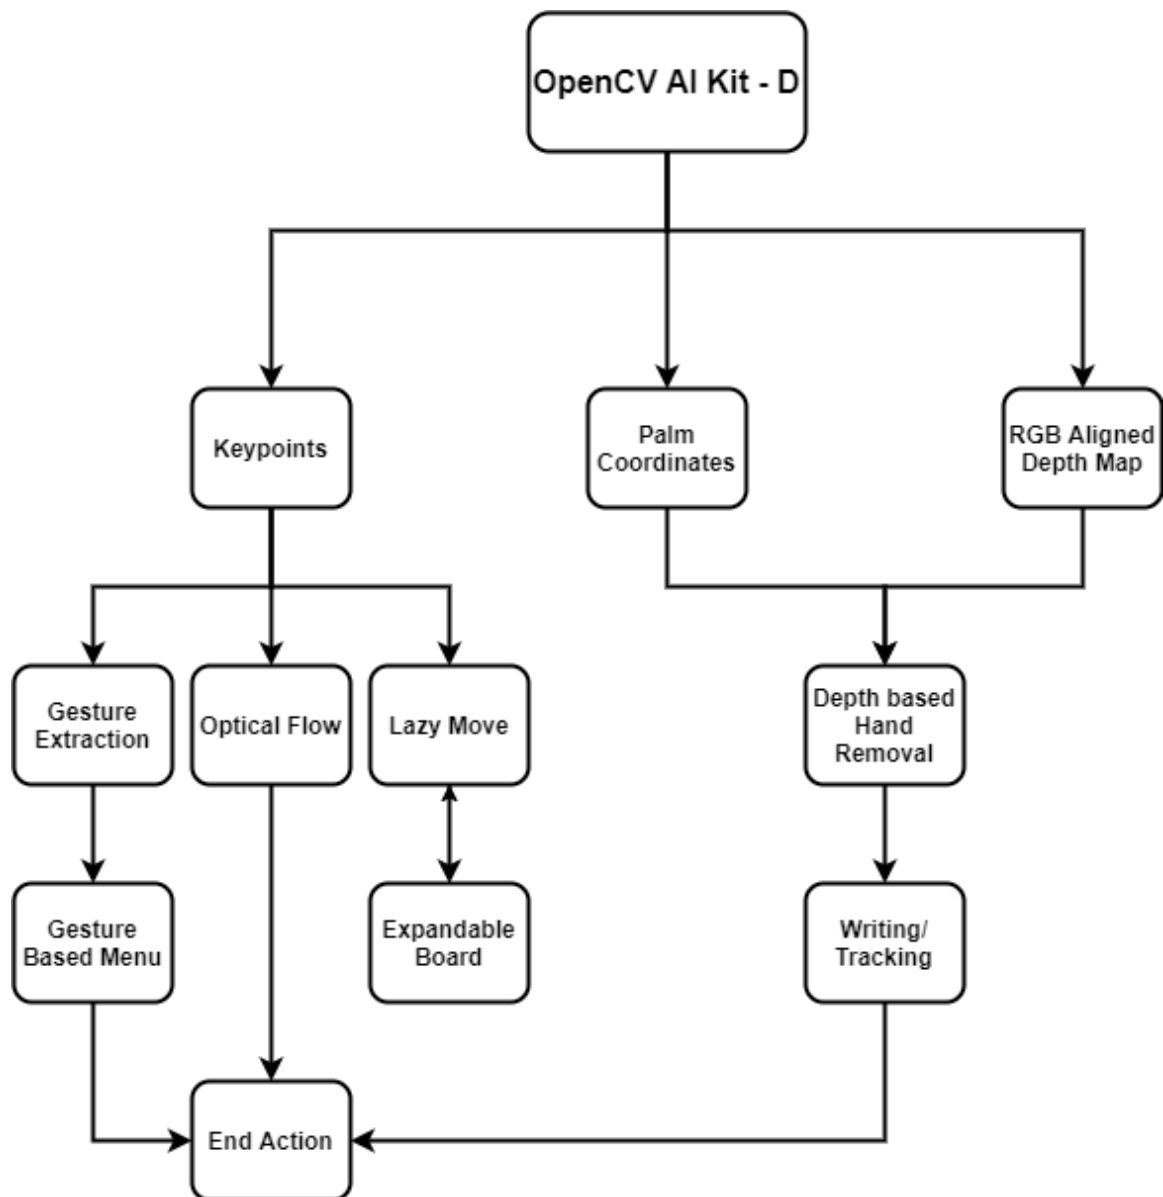 OpenCV AI Kit - D
Keypoints
Palm
Coordinates
RGB Aligned
Depth Map
Gesture
Extraction
Optical Flow
Lazy Move
Depth based
Hand
Removal
Gesture
Based Menu
Expandable
Board
Writing/
Tracking
End Action